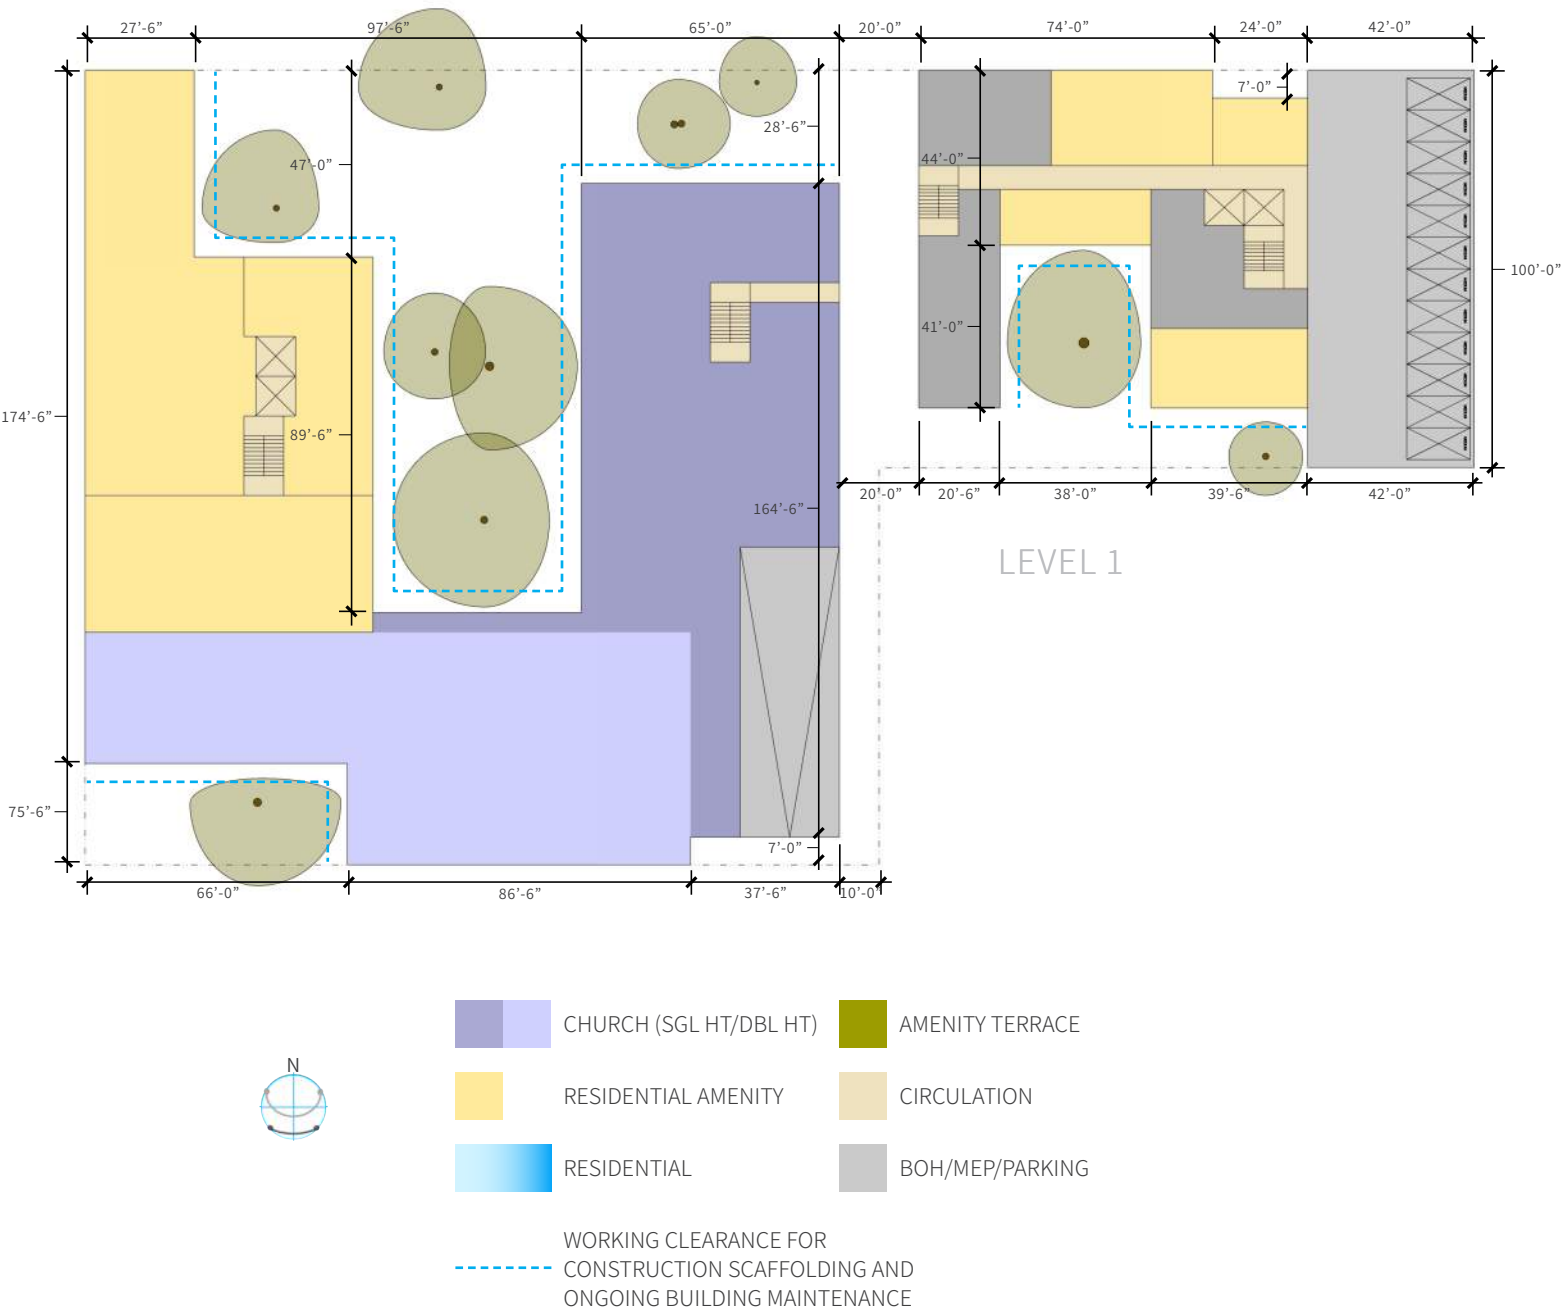 27’-6”
97’-6”
65’-0”
20’-0”
74’-0”
24’-0”
42’-0”
7’-0”
28’-6”
47’-0”
44’-0”
100’-0”
41’-0”
174’-6”
89’-6”
164’-6”
20’-0”
20’-6”
38’-0”
39’-6”
42’-0”
LEVEL 1
75’-6”
7’-0”
66’-0”
86’-6”
37’-6”
10’-0”
N
CHURCH (SGL HT/DBL HT)
AMENITY TERRACE
RESIDENTIAL AMENITY
CIRCULATION
RESIDENTIAL
BOH/MEP/PARKING
WORKING CLEARANCE FOR
CONSTRUCTION SCAFFOLDING AND
ONGOING BUILDING MAINTENANCE